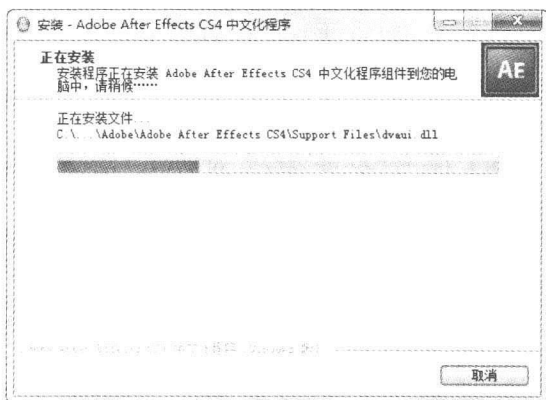 安装 - Adobe After Effects CS4 中文化程序
正在安装
安装程序正在安装 Adobe After Effects CS4 中文化程序组件到您的电
脑中，请稍候……
AE
正在安装文件...
C:\...\Adobe\Adobe After Effects CS4\Support Files\dvaui.dll
取消